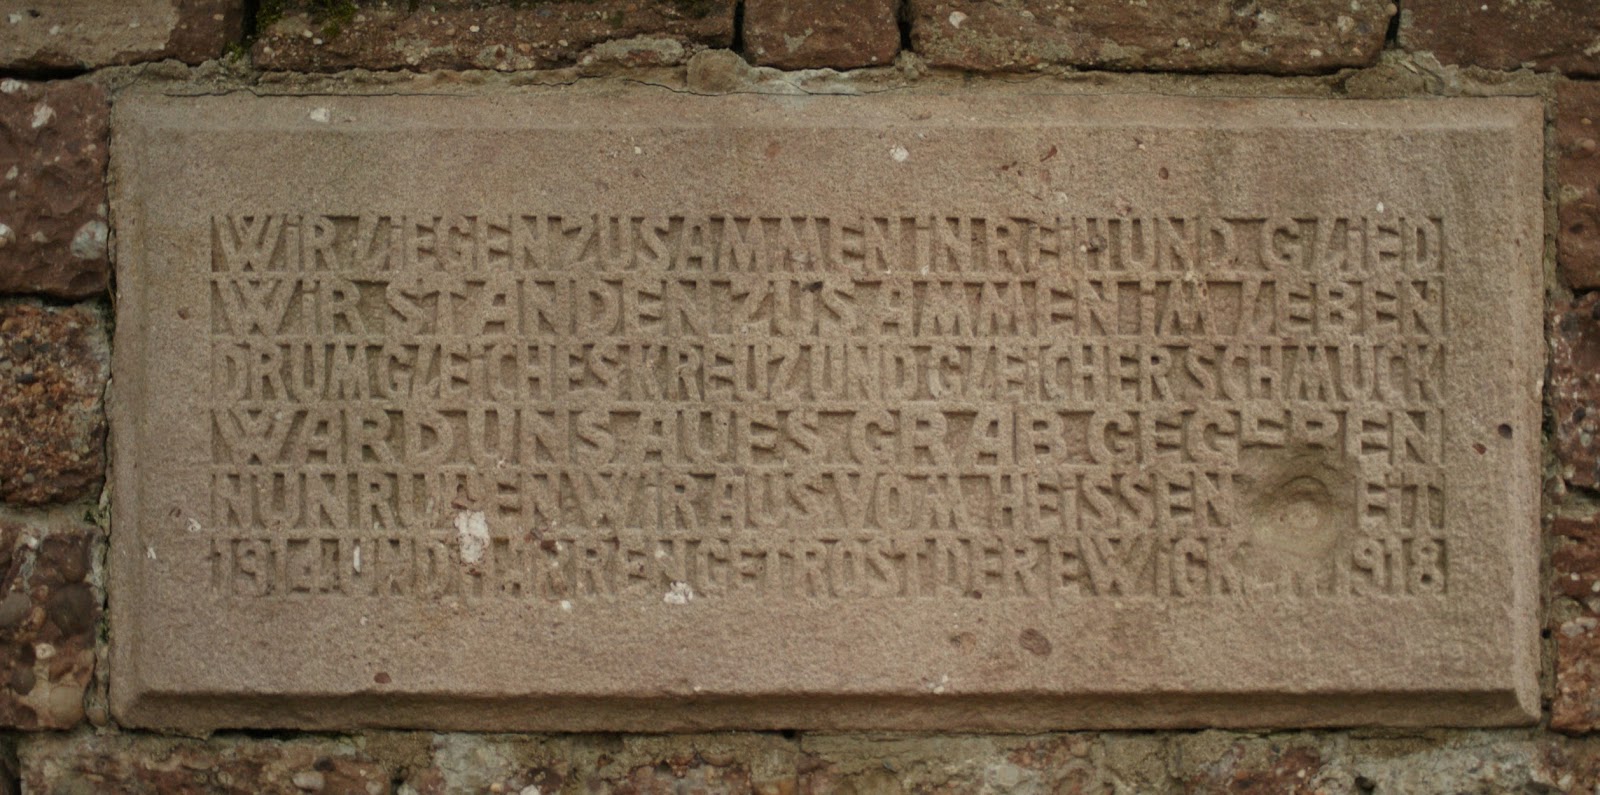 WiR LiEGEN ZUSAMMEN iN REiH UND GLiED
WiR STANDEN ZUSAMMEN iM LEBEN
DRUM GLEiCHES KREUZ UND GLEiCHER SCHMUCK
WARD UNS AUFS GRAB GEGEBEN
NUN RUHEN WiR AUS VOM HEiSSEN
1914 UND HARREN GETROST DER EWiGKEiT 1918